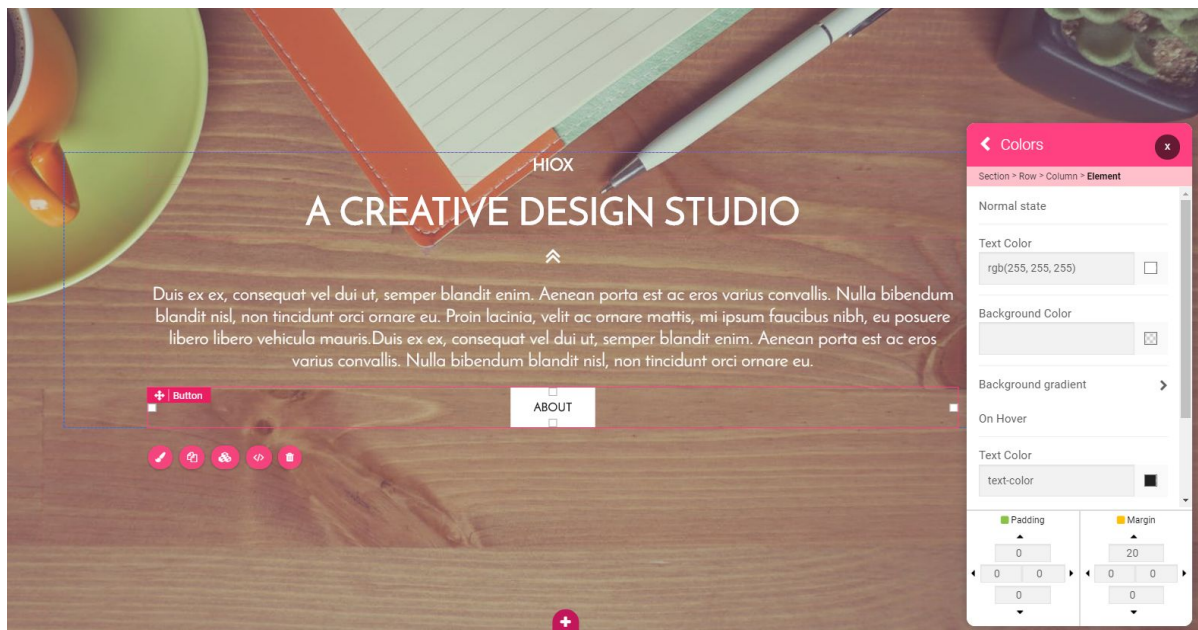 HIOX
A CREATIVE DESIGN STUDIO
Duis ex ex, consequat vel dui ut, semper blandit enim. Aenean porta est ac eros varius convallis. Nulla bibendum
blandit nisl, non tincidunt orci ornare eu. Proin lacinia, velit ac ornare mattis, mi ipsum faucibus nibh, eu posuere
libero libero vehicula mauris.Duis ex ex, consequat vel dui ut, semper blandit enim. Aenean porta est ac eros
varius convallis. Nulla bibendum blandit nisl, non tincidunt orci ornare eu.
Button
ABOUT
Colors
x
Section > Row > Column > Element
Normal state
Text Color
rgb(255, 255, 255)
Background Color
Background gradient
On Hover
Text Color
text-color
Padding
0
0 0
0
Margin
20
0 0
0